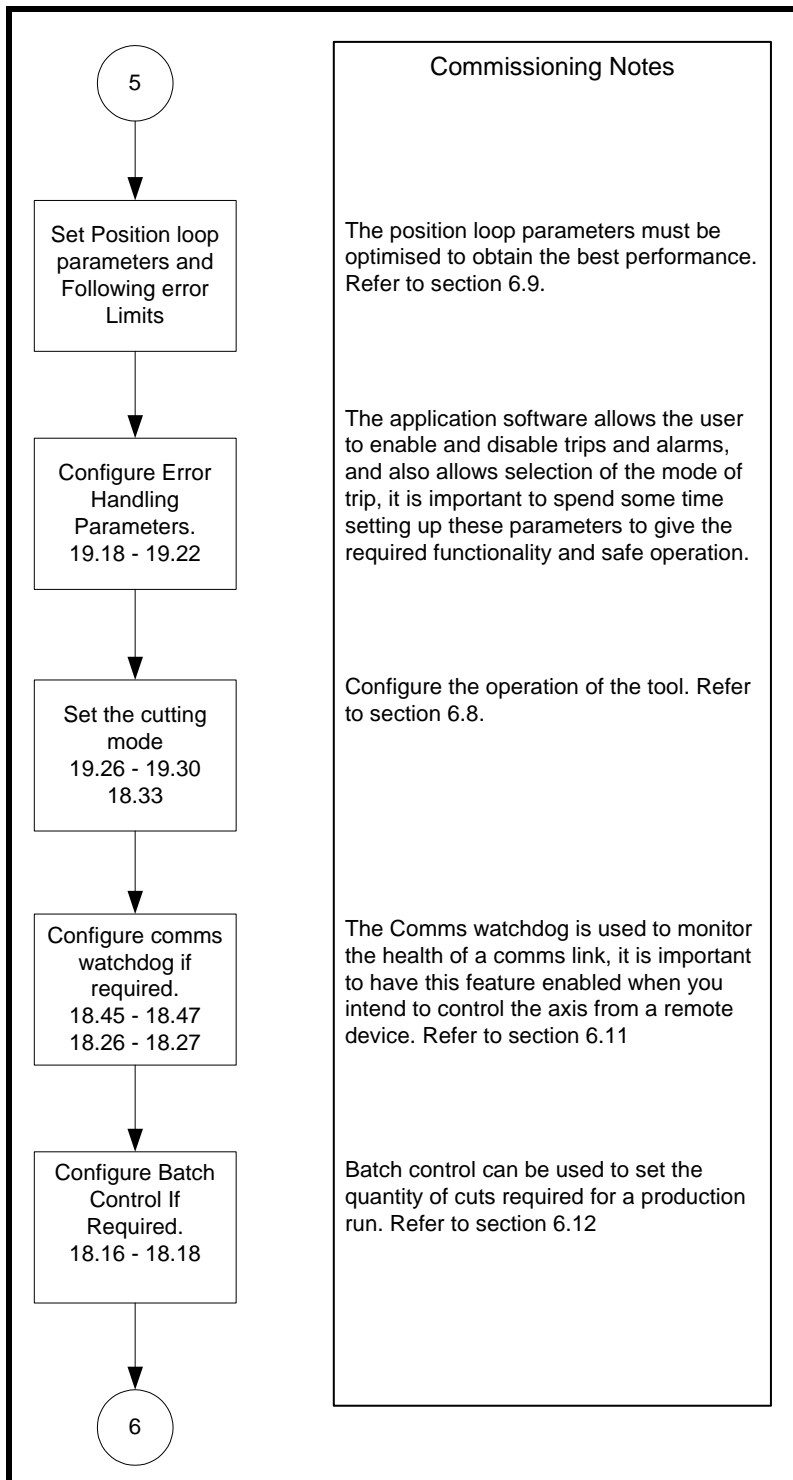 5
Commissioning Notes
Set Position loop
parameters and
Following error
Limits
The position loop parameters must be
optimised to obtain the best performance.
Refer to section 6.9.
Configure Error
Handling
Parameters.
19.18 - 19.22
The application software allows the user
to enable and disable trips and alarms,
and also allows selection of the mode of
trip, it is important to spend some time
setting up these parameters to give the
required functionality and safe operation.
Set the cutting
mode
19.26 - 19.30
18.33
Configure the operation of the tool. Refer
to section 6.8.
Configure comms
watchdog if
required.
18.45 - 18.47
18.26 - 18.27
The Comms watchdog is used to monitor
the health of a comms link, it is important
to have this feature enabled when you
intend to control the axis from a remote
device. Refer to section 6.11
Configure Batch
Control If
Required.
18.16 - 18.18
Batch control can be used to set the
quantity of cuts required for a production
run. Refer to section 6.12
6